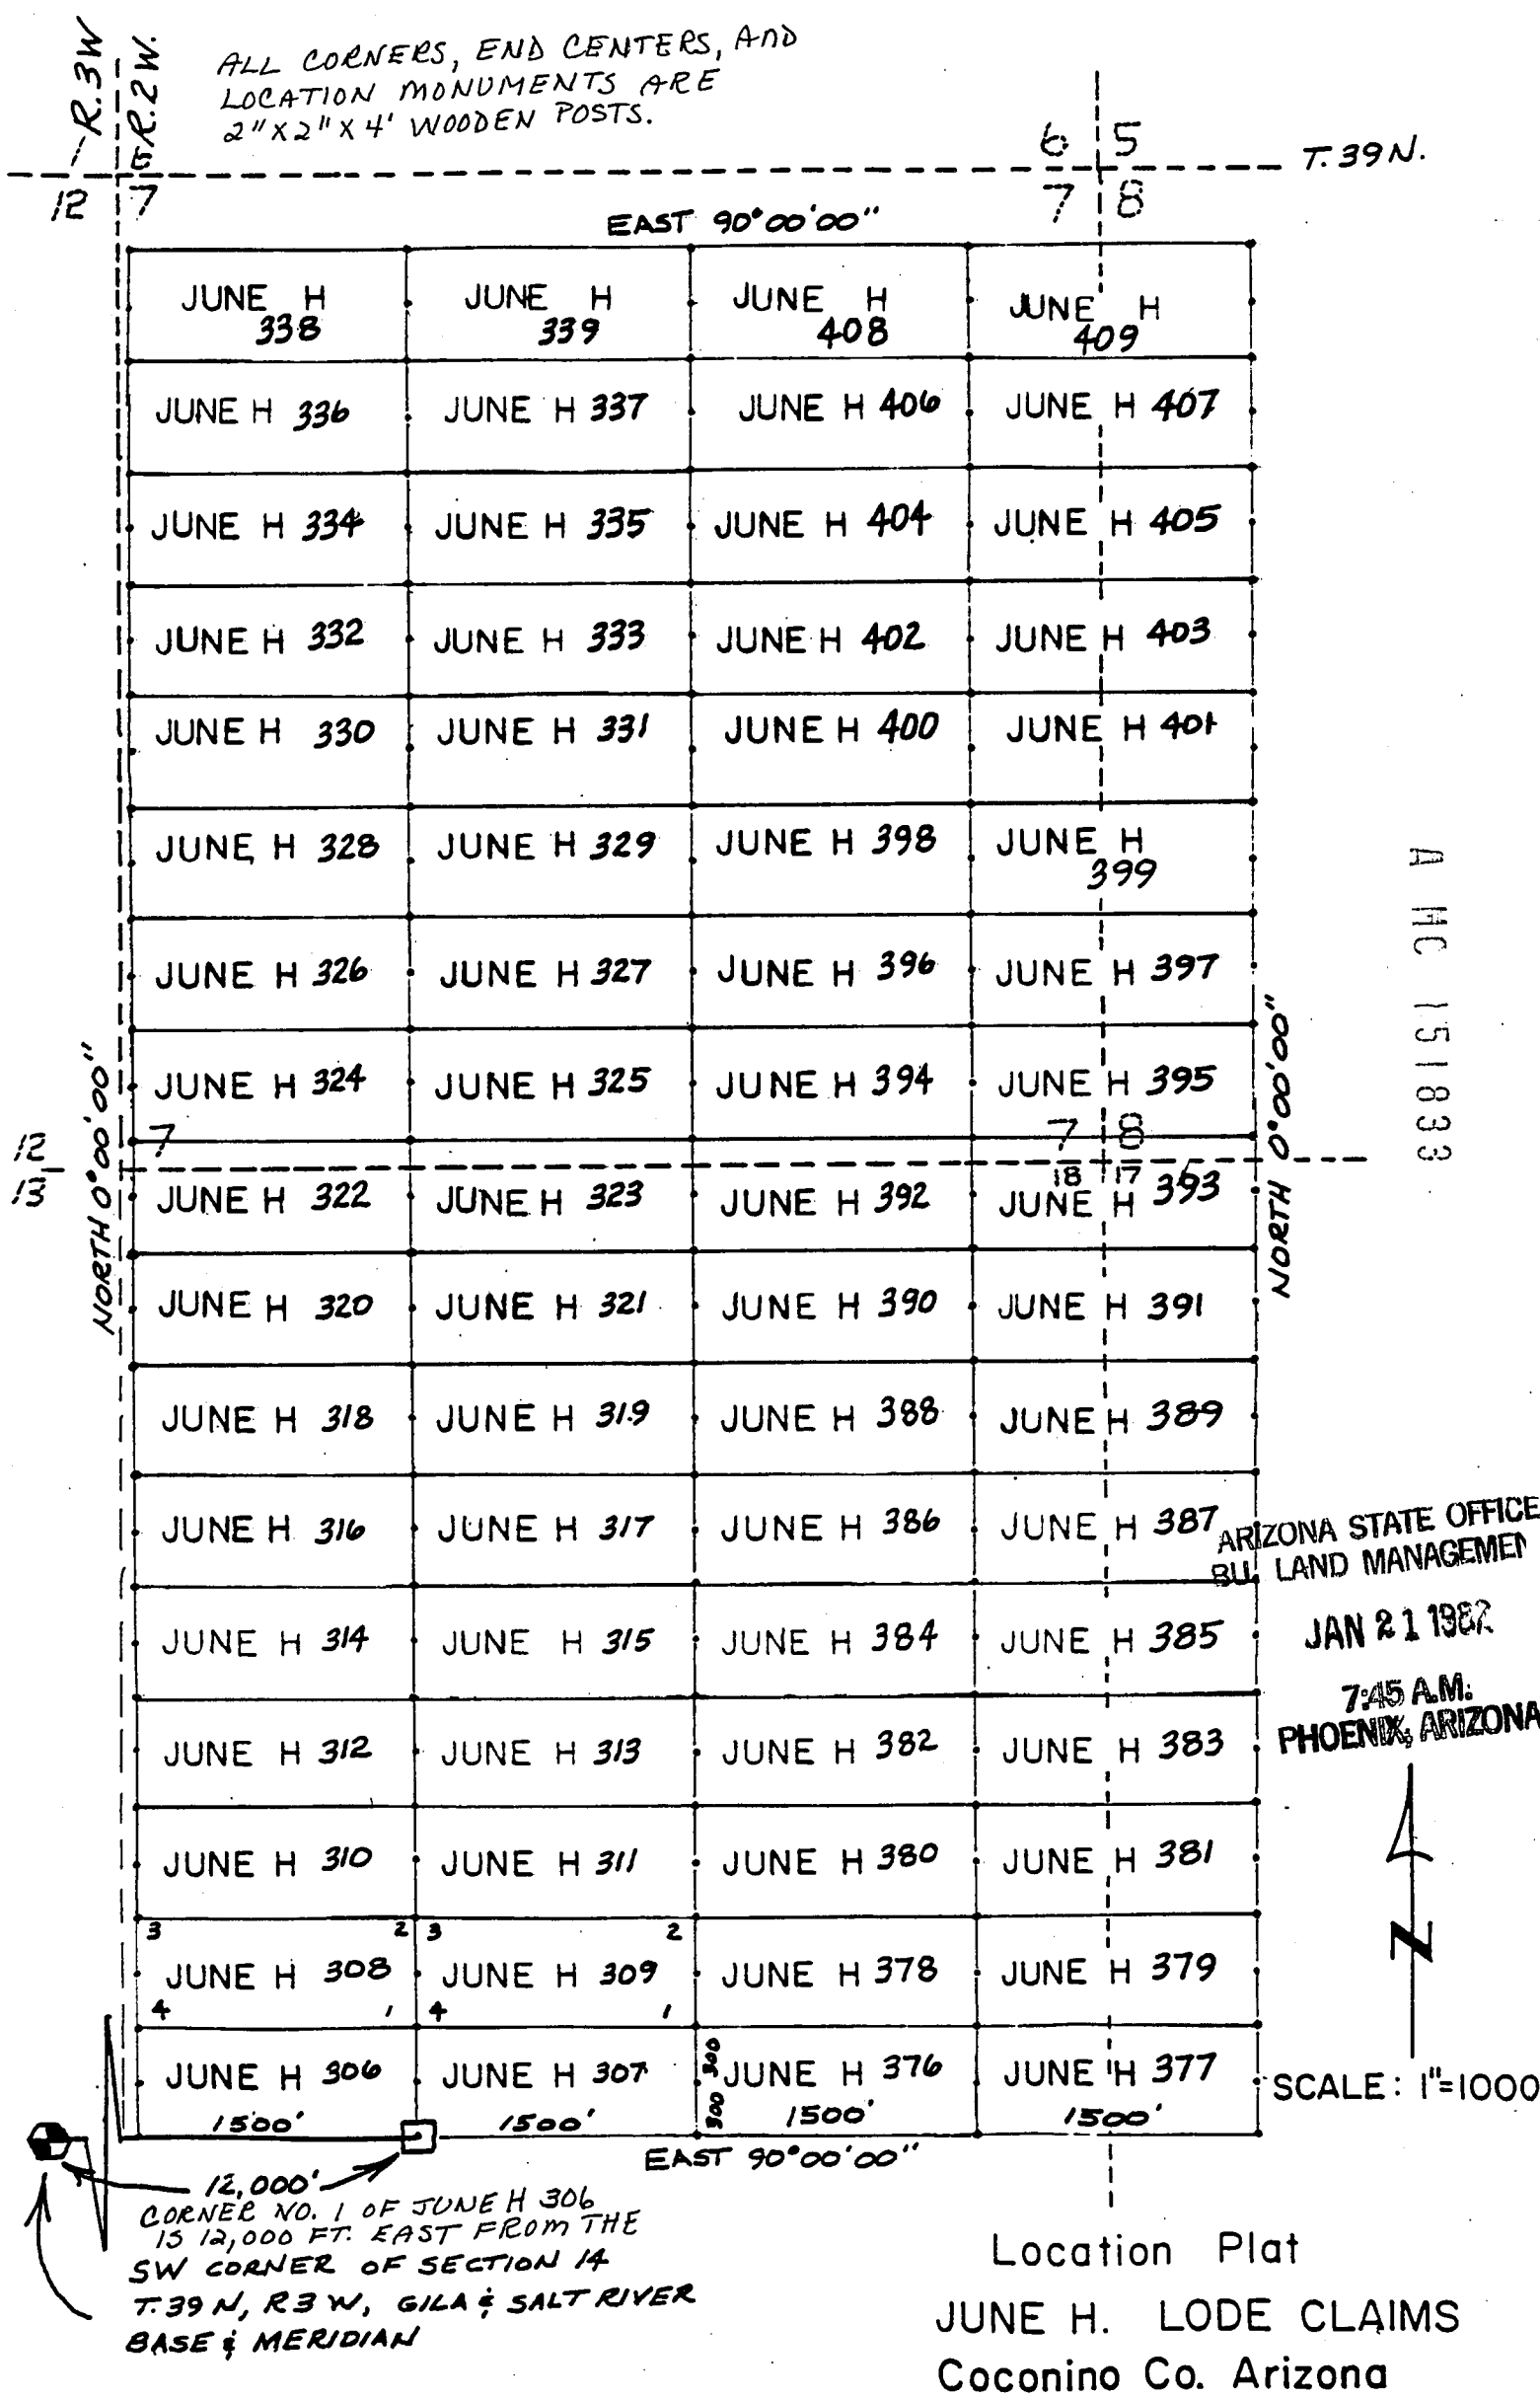 R.3W
R.2W.
ALL CORNERS, END CENTERS, AND
LOCATION MONUMENTS ARE
2"X2"X4' WOODEN POSTS.
6 5
T.39N.
12 7
7 8
EAST 90°00'00"
JUNE H 338
JUNE H 339
JUNE H 408
JUNE H 409
JUNE H 336
JUNE H 337
JUNE H 406
JUNE H 407
JUNE H 334
JUNE H 335
JUNE H 404
JUNE H 405
JUNE H 332
JUNE H 333
JUNE H 402
JUNE H 403
JUNE H 330
JUNE H 331
JUNE H 400
JUNE H 401
JUNE H 328
JUNE H 329
JUNE H 398
JUNE H 399
JUNE H 326
JUNE H 327
JUNE H 396
JUNE H 397
JUNE H 324
JUNE H 325
JUNE H 394
JUNE H 395
12 7
7 8
13
18 17
JUNE H 322
JUNE H 323
JUNE H 392
JUNE H 393
JUNE H 320
JUNE H 321
JUNE H 390
JUNE H 391
JUNE H 318
JUNE H 319
JUNE H 388
JUNE H 389
JUNE H 316
JUNE H 317
JUNE H 386
JUNE H 387
JUNE H 314
JUNE H 315
JUNE H 384
JUNE H 385
JUNE H 312
JUNE H 313
JUNE H 382
JUNE H 383
JUNE H 310
JUNE H 311
JUNE H 380
JUNE H 381
3 2 3 2
JUNE H 308
JUNE H 309
JUNE H 378
JUNE H 379
4 1 4 1
JUNE H 306
JUNE H 307
JUNE H 376
JUNE H 377
300 300
1500'
1500'
1500'
1500'
NORTH 0°00'00"
NORTH 0°00'00"
A MC 151833
ARIZONA STATE OFFICE
BU. LAND MANAGEMEN
JAN 21 1982
7:45 A.M.
PHOENIX, ARIZONA
N
SCALE: 1"=1000
EAST 90°00'00"
12,000'
CORNER NO. 1 OF JUNE H 306
IS 12,000 FT. EAST FROM THE
SW CORNER OF SECTION 14
T.39 N, R3W, GILA & SALT RIVER
BASE & MERIDIAN
Location Plat
JUNE H. LODE CLAIMS
Coconino Co. Arizona